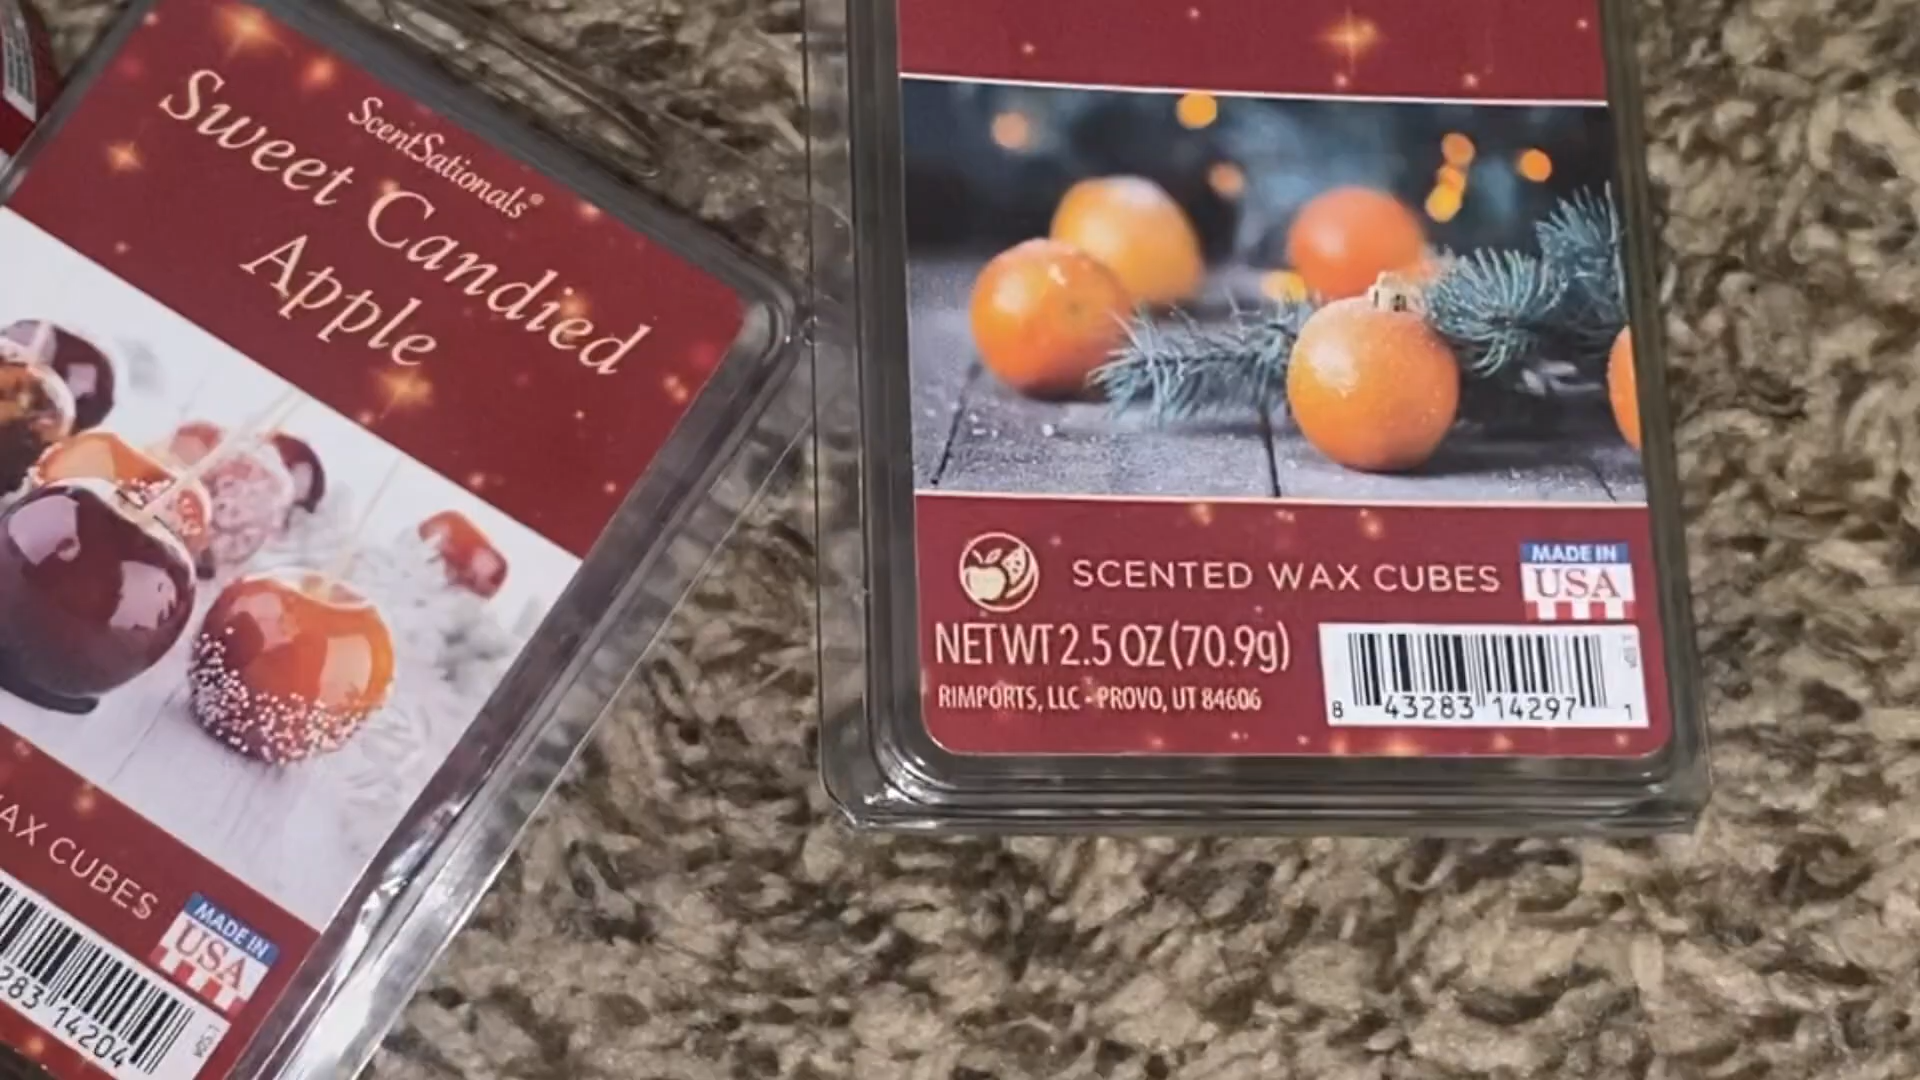 ScentSationals®
Sweet Candied
Apple
AX CUBES
MADE IN
USA
283 14204
SCENTED WAX CUBES
MADE IN
USA
NET WT 2.5 OZ (70.9g)
RIMPORTS, LLC • PROVO, UT 84606
8 43283 14297 1